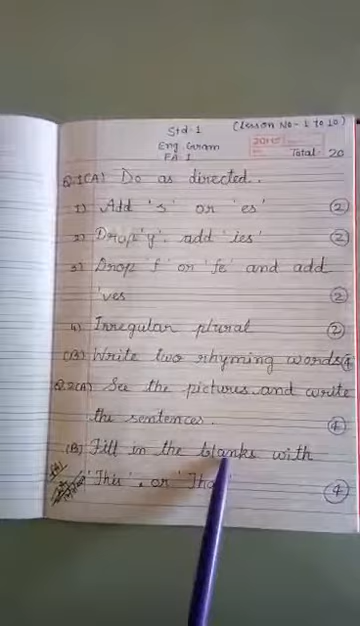 Std-1 (Lesson No- 1 to 10)
Eng Gram
FA 1 Total: 20
Q.1(A) Do as directed.
1) Add 's' or 'es' 2
2) Drop 'y' add 'ies' 2
3) Drop 'f' or 'fe' and add
'ves 2
4) Irregular plural 2
(B) Write two rhyming words 4
Q.2(A) See the pictures and write
the sentences. 4
(B) Fill in the blanks with
'This' or 4